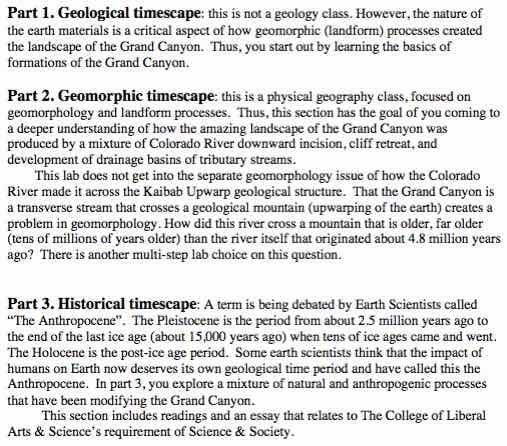 Part 1. Geological timescape: this is not a geology class. However, the nature of
the earth materials is a critical aspect of how geomorphic (landform) processes created
the landscape of the Grand Canyon. Thus, you start out by learning the basics of
formations of the Grand Canyon.
Part 2. Geomorphic timescape: this is a physical geography class, focused on
geomorphology and landform processes. Thus, this section has the goal of you coming to
a deeper understanding of how the amazing landscape of the Grand Canyon was
produced by a mixture of Colorado River downward incision, cliff retreat, and
development of drainage basins of tributary streams.
This lab does not get into the separate geomorphology issue of how the Colorado
River made it across the Kaibab Upwarp geological structure. That the Grand Canyon is
a transverse stream that crosses a geological mountain (upwarping of the earth) creates a
problem in geomorphology. How did this river cross a mountain that is older, far older
(tens of millions of years older) than the river itself that originated about 4.8 million years
ago? There is another multi-step lab choice on this question.
Part 3. Historical timescape: A term is being debated by Earth Scientists called
“The Anthropocene”. The Pleistocene is the period from about 2.5 million years ago to
the end of the last ice age (about 15,000 years ago) when tens of ice ages came and went.
The Holocene is the post-ice age period. Some earth scientists think that the impact of
humans on Earth now deserves its own geological time period and have called this the
Anthropocene. In part 3, you explore a mixture of natural and anthropogenic processes
that have been modifying the Grand Canyon.
This section includes readings and an essay that relates to The College of Liberal
Arts & Science’s requirement of Science & Society.